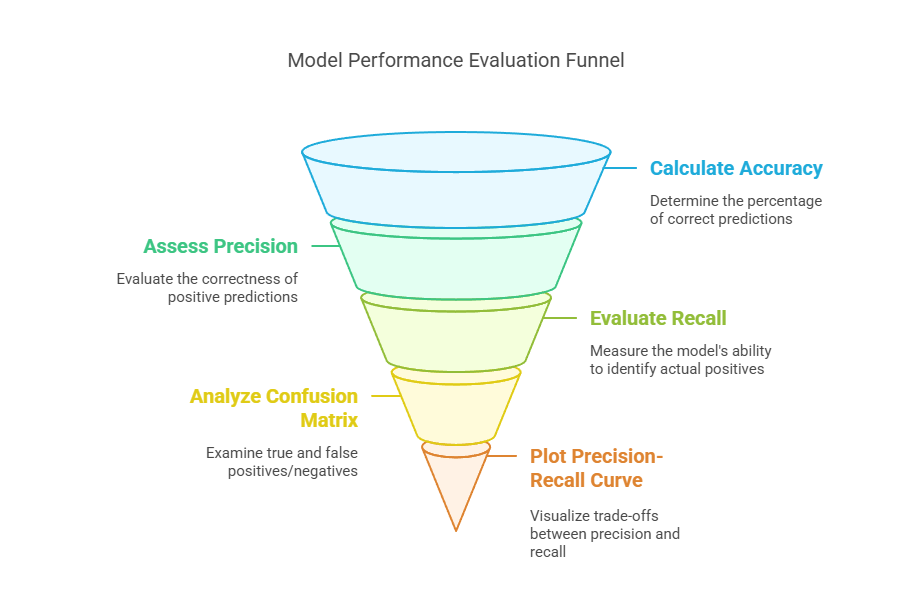 Model Performance Evaluation Funnel
Calculate Accuracy
Determine the percentage
of correct predictions
Assess Precision
Evaluate the correctness of
positive predictions
Evaluate Recall
Measure the model's ability
to identify actual positives
Analyze Confusion
Matrix
Examine true and false
positives/negatives
Plot Precision-
Recall Curve
Visualize trade-offs
between precision and
recall